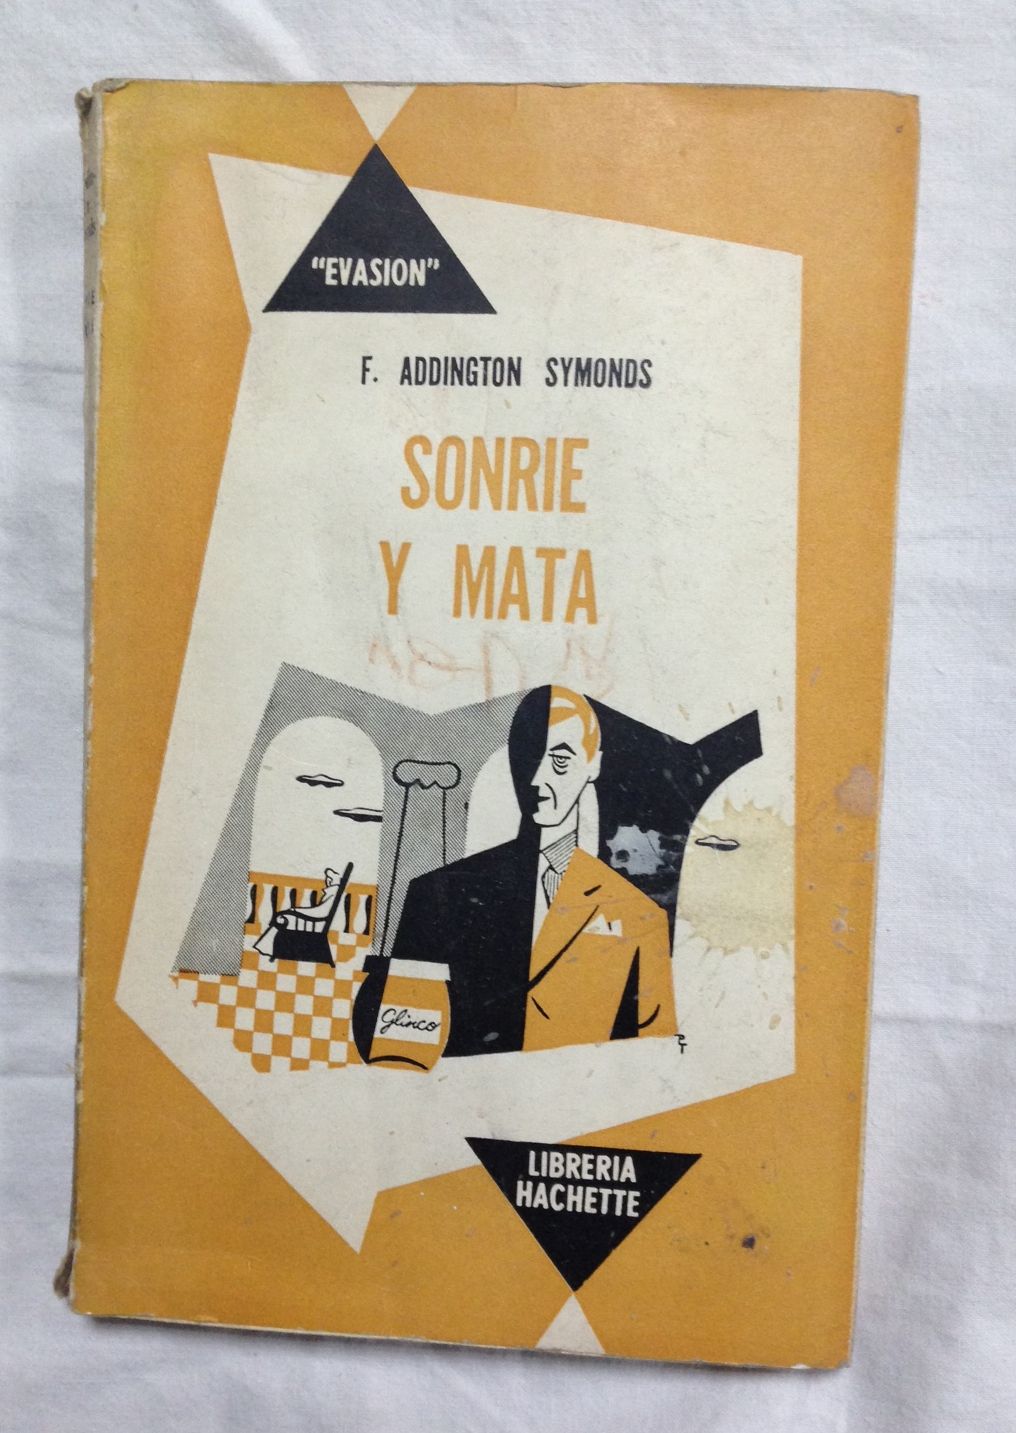 "EVASION"
F. ADDINGTON SYMONDS
SONRIE
Y MATA
Glinco
LIBRERIA
HACHETTE